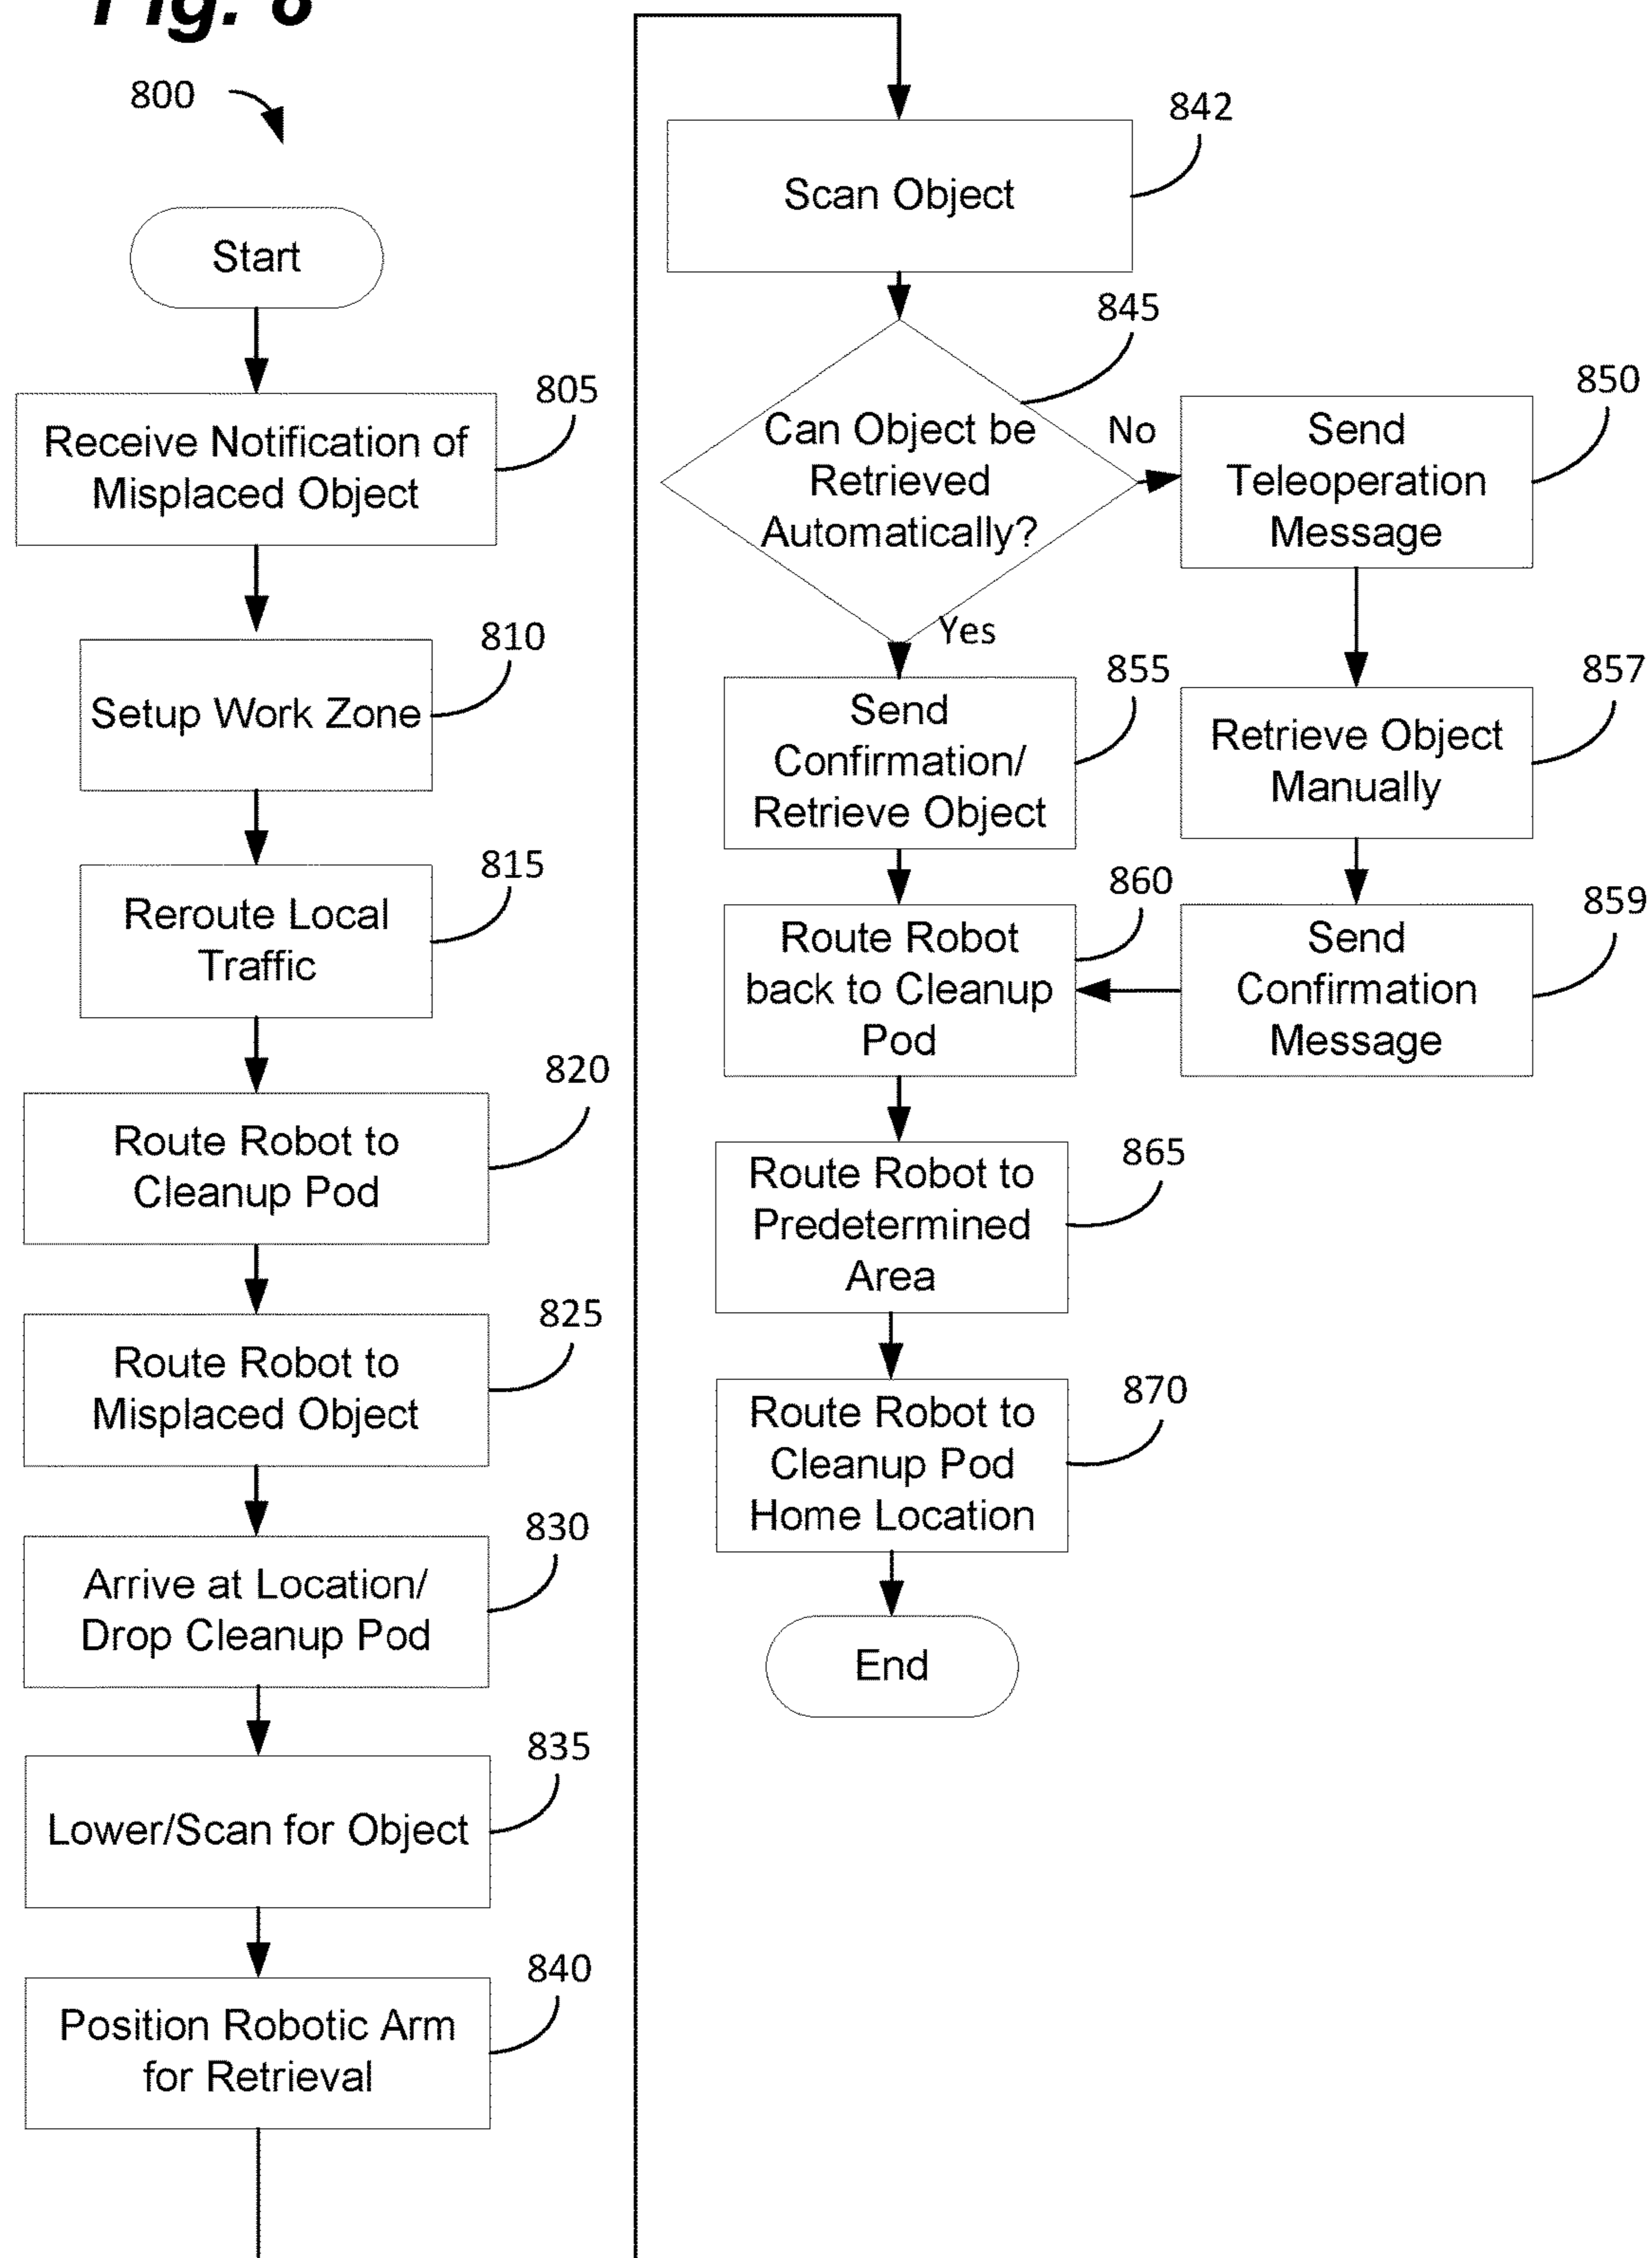 Fig. 8
800
Start
805
Receive Notification of
Misplaced Object
810
Setup Work Zone
815
Reroute Local
Traffic
820
Route Robot to
Cleanup Pod
825
Route Robot to
Misplaced Object
830
Arrive at Location/
Drop Cleanup Pod
835
Lower/Scan for Object
840
Position Robotic Arm
for Retrieval
842
Scan Object
845
Can Object be
Retrieved
Automatically?
No
Yes
850
Send
Teleoperation
Message
855
Send
Confirmation/
Retrieve Object
857
Retrieve Object
Manually
859
Send
Confirmation
Message
860
Route Robot
back to Cleanup
Pod
865
Route Robot to
Predetermined
Area
870
Route Robot to
Cleanup Pod
Home Location
End